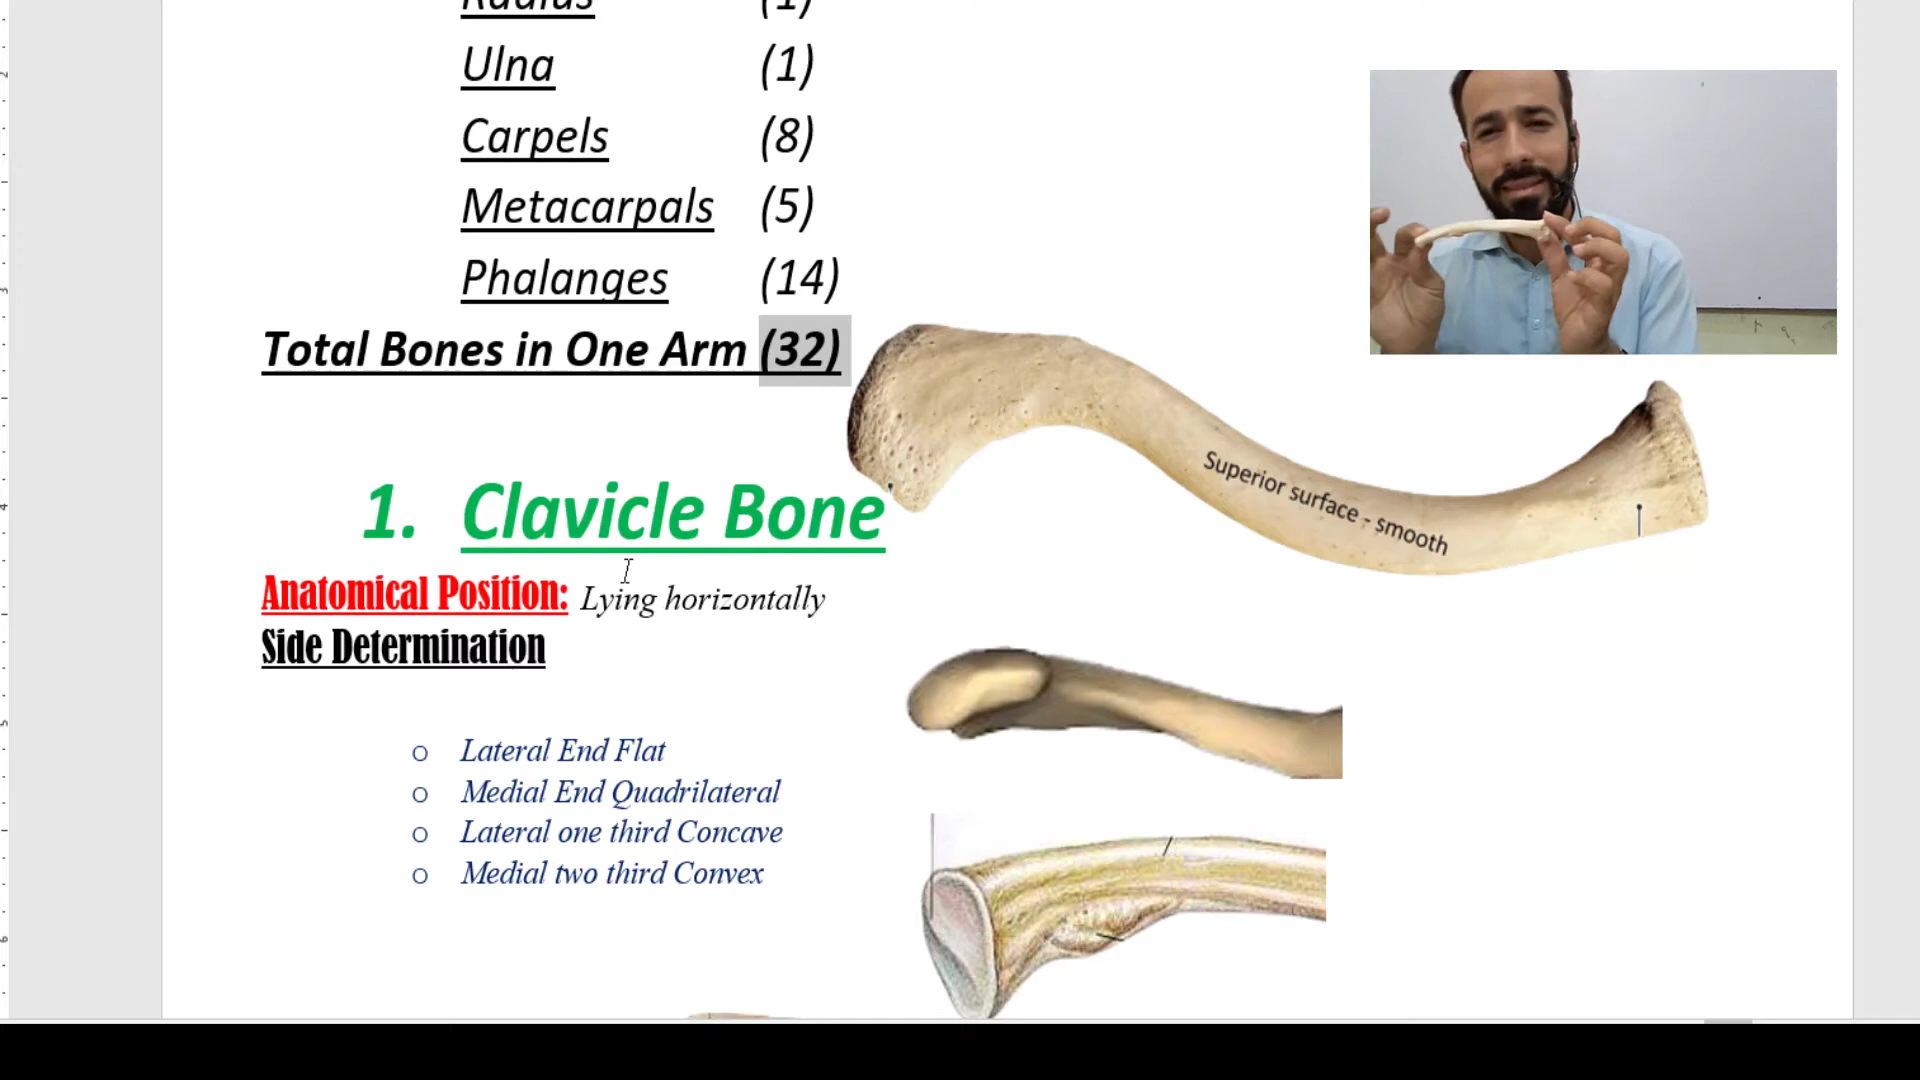 Radius (1)
Ulna (1)
Carpels (8)
Metacarpals (5)
Phalanges (14)
Total Bones in One Arm (32)
1. Clavicle Bone
Superior surface - smooth
Anatomical Position: Lying horizontally
Side Determination
o Lateral End Flat
o Medial End Quadrilateral
o Lateral one third Concave
o Medial two third Convex